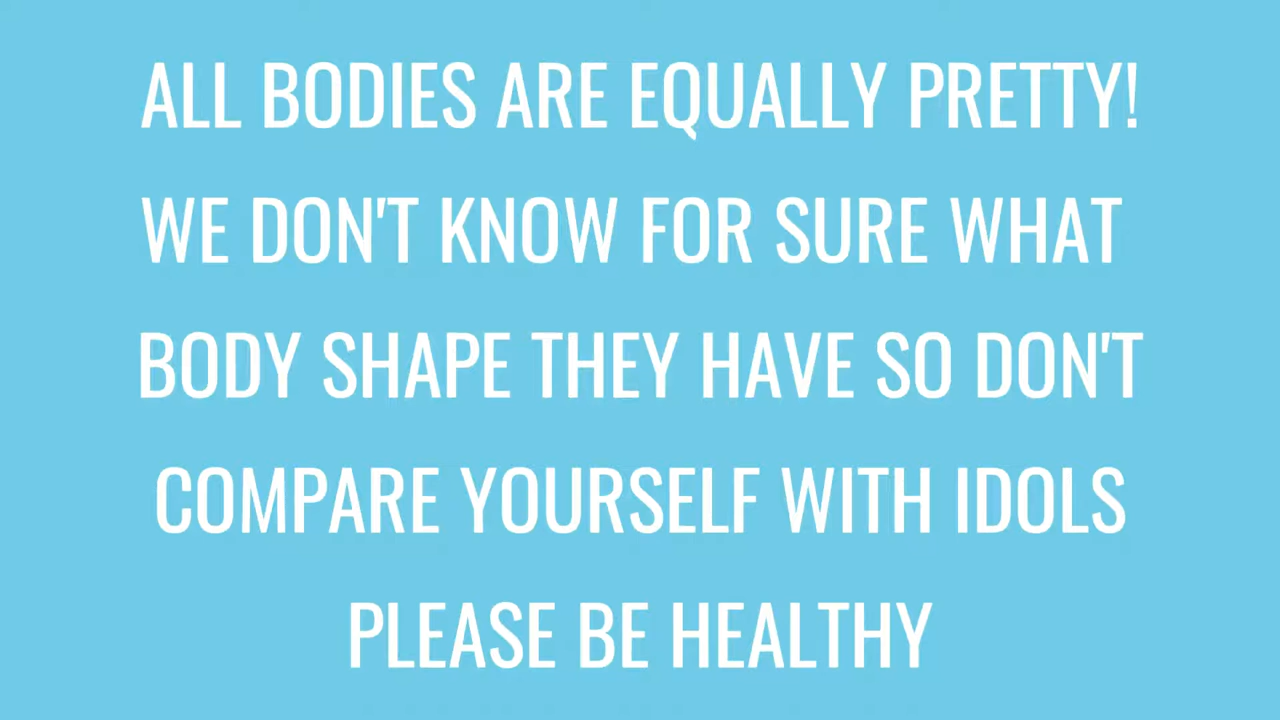 ALL BODIES ARE EQUALLY PRETTY!
WE DON'T KNOW FOR SURE WHAT
BODY SHAPE THEY HAVE SO DON'T
COMPARE YOURSELF WITH IDOLS
PLEASE BE HEALTHY